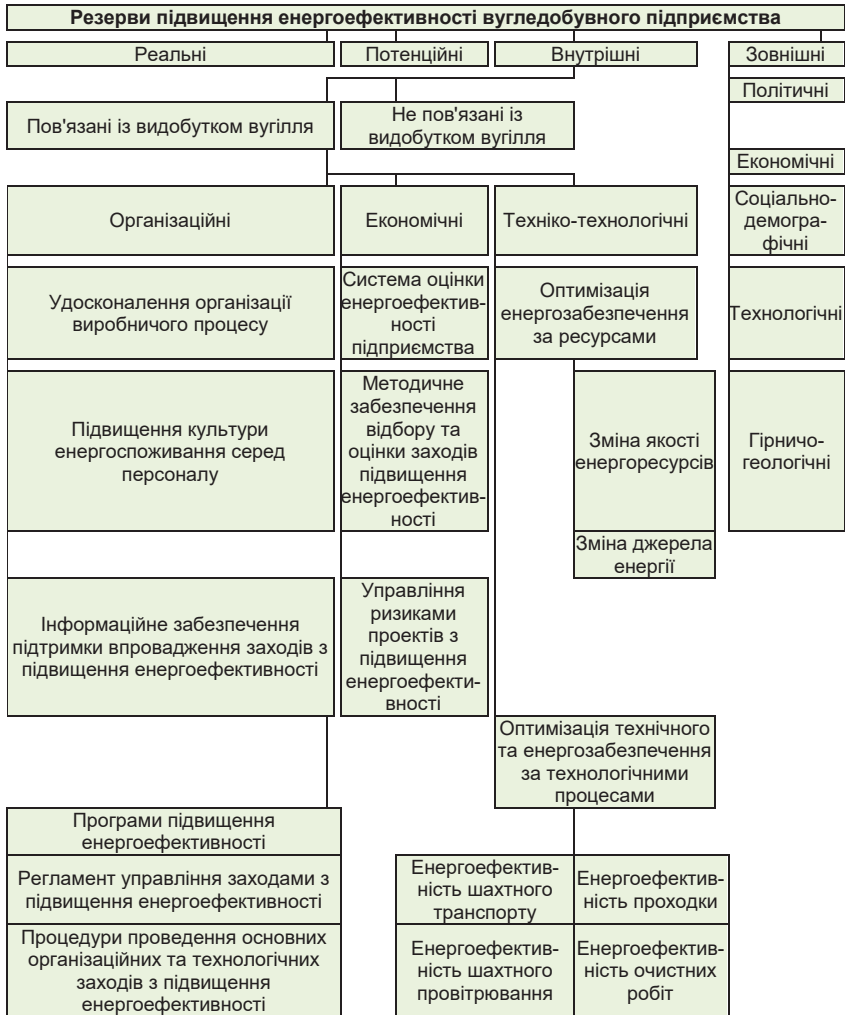 Резерви підвищення енергоефективності вугледобувного підприємства
Реальні
Потенційні
Внутрішні
Зовнішні
Політичні
Пов'язані із видобутком вугілля
Не пов'язані із
видобутком вугілля
Економічні
Організаційні
Економічні
Техніко-технологічні
Соціально-
демогра-
фічні
Удосконалення організації
виробничого процесу
Система оцінки
енергоефектив-
ності
підприємства
Оптимізація
енергозабезпечення
за ресурсами
Технологічні
Підвищення культури
енергоспоживання серед
персоналу
Методичне
забезпечення
відбору та
оцінки заходів
підвищення
енергоефектив-
ності
Зміна якості
енергоресурсів
Гірничо-
геологічні
Зміна джерела
енергії
Інформаційне забезпечення
підтримки впровадження заходів з
підвищення енергоефективності
Управління
ризиками
проектів з
підвищення
енергоефекти-
вності
Оптимізація технічного
та енергозабезпечення
за технологічними
процесами
Програми підвищення
енергоефективності
Регламент управління заходами з
підвищення енергоефективності
Енергоефектив-
ність шахтного
транспорту
Енергоефектив-
ність проходки
Процедури проведення основних
організаційних та технологічних
заходів з підвищення
енергоефективності
Енергоефектив-
ність шахтного
провітрювання
Енергоефектив-
ність очистних
робіт